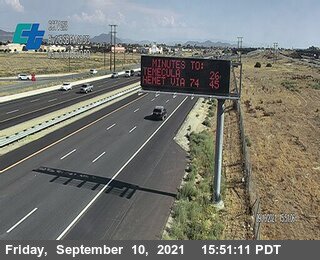 MINUTES TO:
TEMECULA 26
HEMET VIA 74 45
Friday, September 10, 2021 15:51:11 PDT